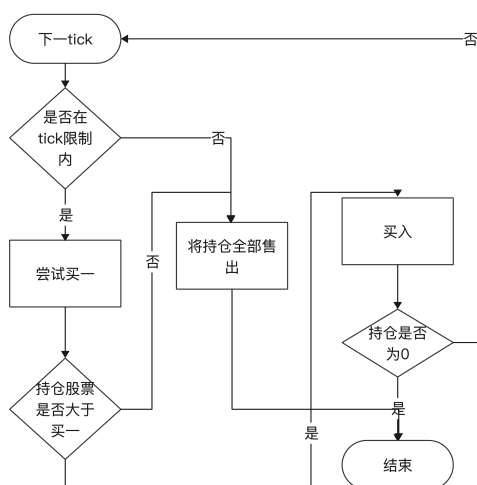 下一tick
否
是否在
tick限制
内
否
是
尝试买一
否
将持仓全部售
出
买入
持仓是否
为0
持仓股票
是否大于
买一
是
是
结束